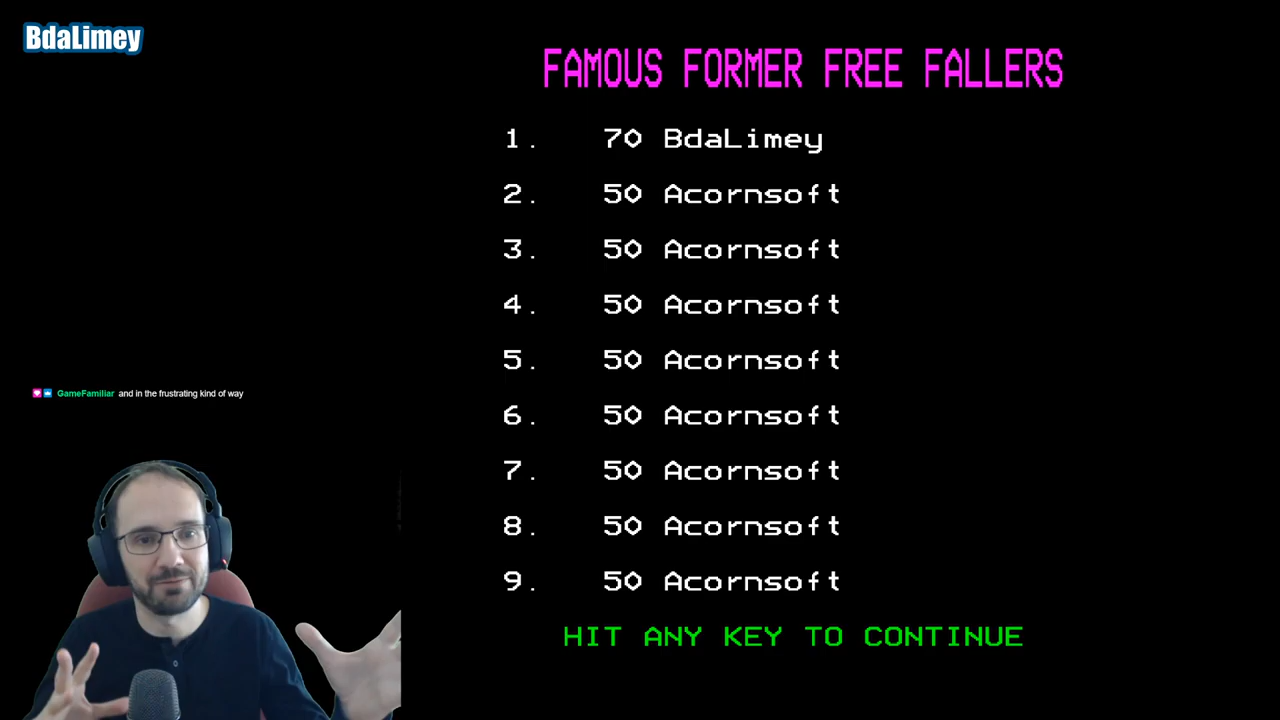 BdaLimey
FAMOUS FORMER FREE FALLERS
1. 70 BdaLimey
2. 50 Acornsoft
3. 50 Acornsoft
4. 50 Acornsoft
5. 50 Acornsoft
6. 50 Acornsoft
7. 50 Acornsoft
8. 50 Acornsoft
9. 50 Acornsoft
HIT ANY KEY TO CONTINUE
GameFamiliar and in the frustrating kind of way